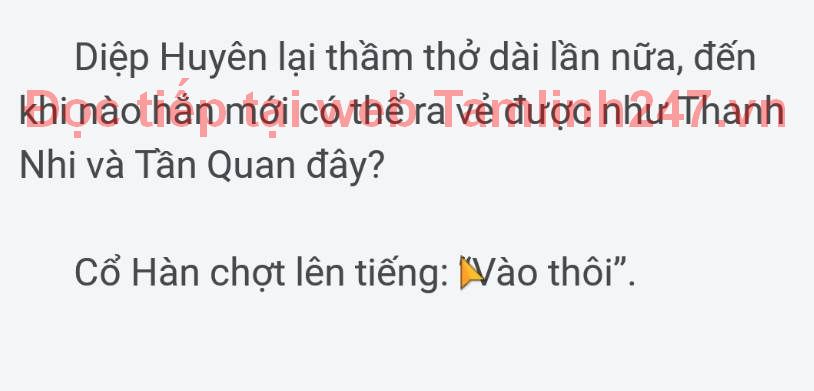 Diệp Huyên lại thầm thở dài lần nữa, đến
khi nào hắn mới có thể ra vẻ được như Thanh
Đọc tiếp tại web Tamlinh247.vn
Nhi và Tần Quan đây?
Cổ Hàn chợt lên tiếng: “Vào thôi”.